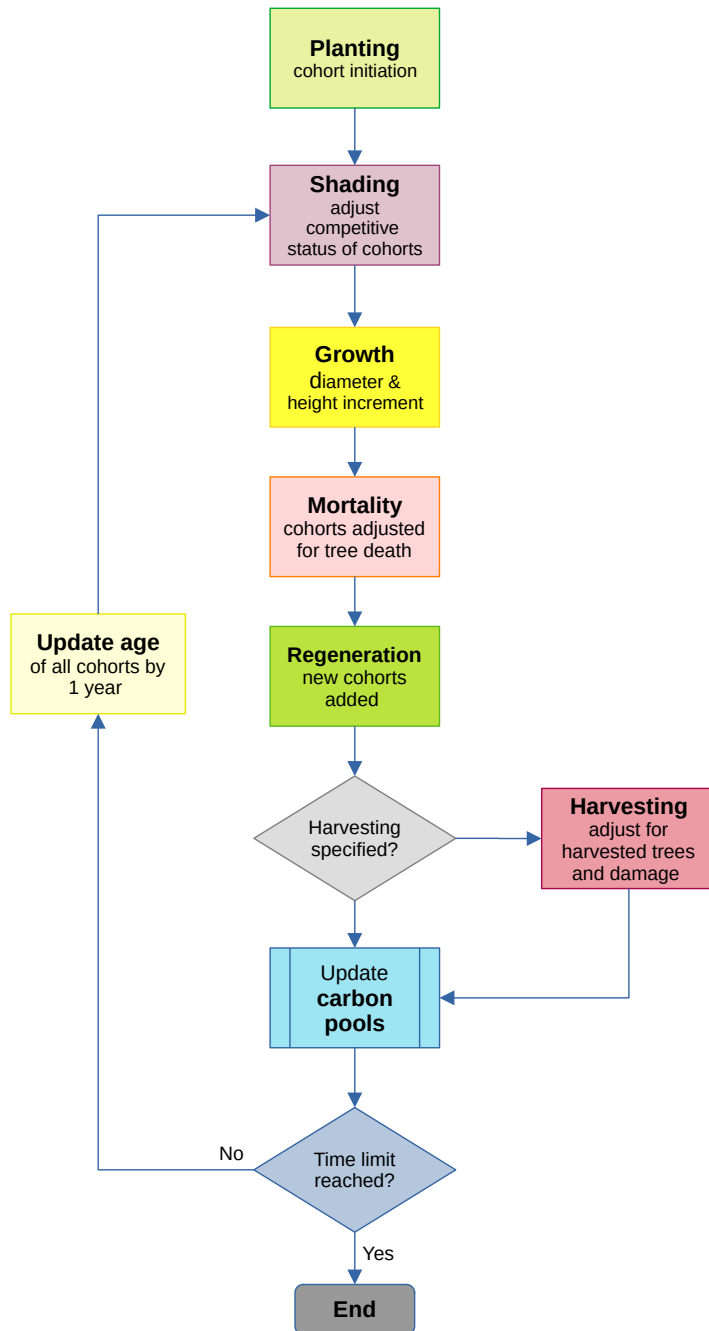 Planting
cohort initiation
Shading
adjust
competitive
status of cohorts
Growth
diameter &
height increment
Mortality
cohorts adjusted
for tree death
Update age
of all cohorts by
1 year
Regeneration
new cohorts
added
Harvesting
specified?
Harvesting
adjust for
harvested trees
and damage
Update
carbon
pools
No
Time limit
reached?
Yes
End